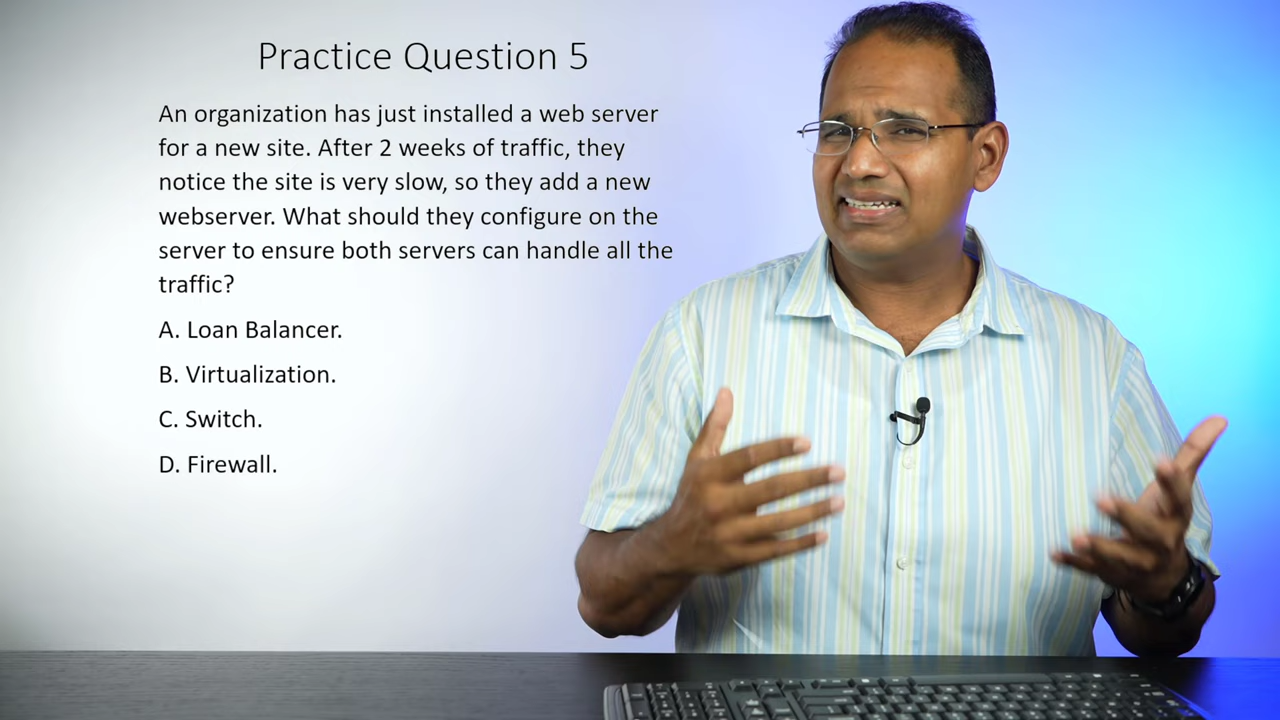 Practice Question 5
An organization has just installed a web server
for a new site. After 2 weeks of traffic, they
notice the site is very slow, so they add a new
webserver. What should they configure on the
server to ensure both servers can handle all the
traffic?
A. Loan Balancer.
B. Virtualization.
C. Switch.
D. Firewall.